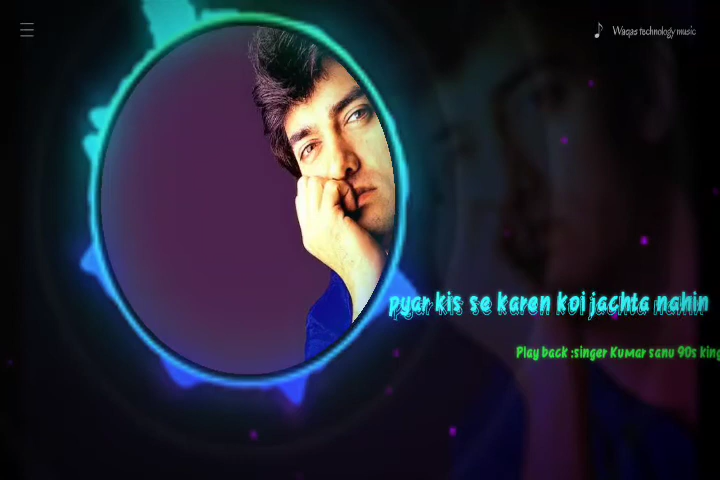 Waqas technology music
pyar kis se karen koi jachta nahin
Play back :singer Kumar sanu 90s king